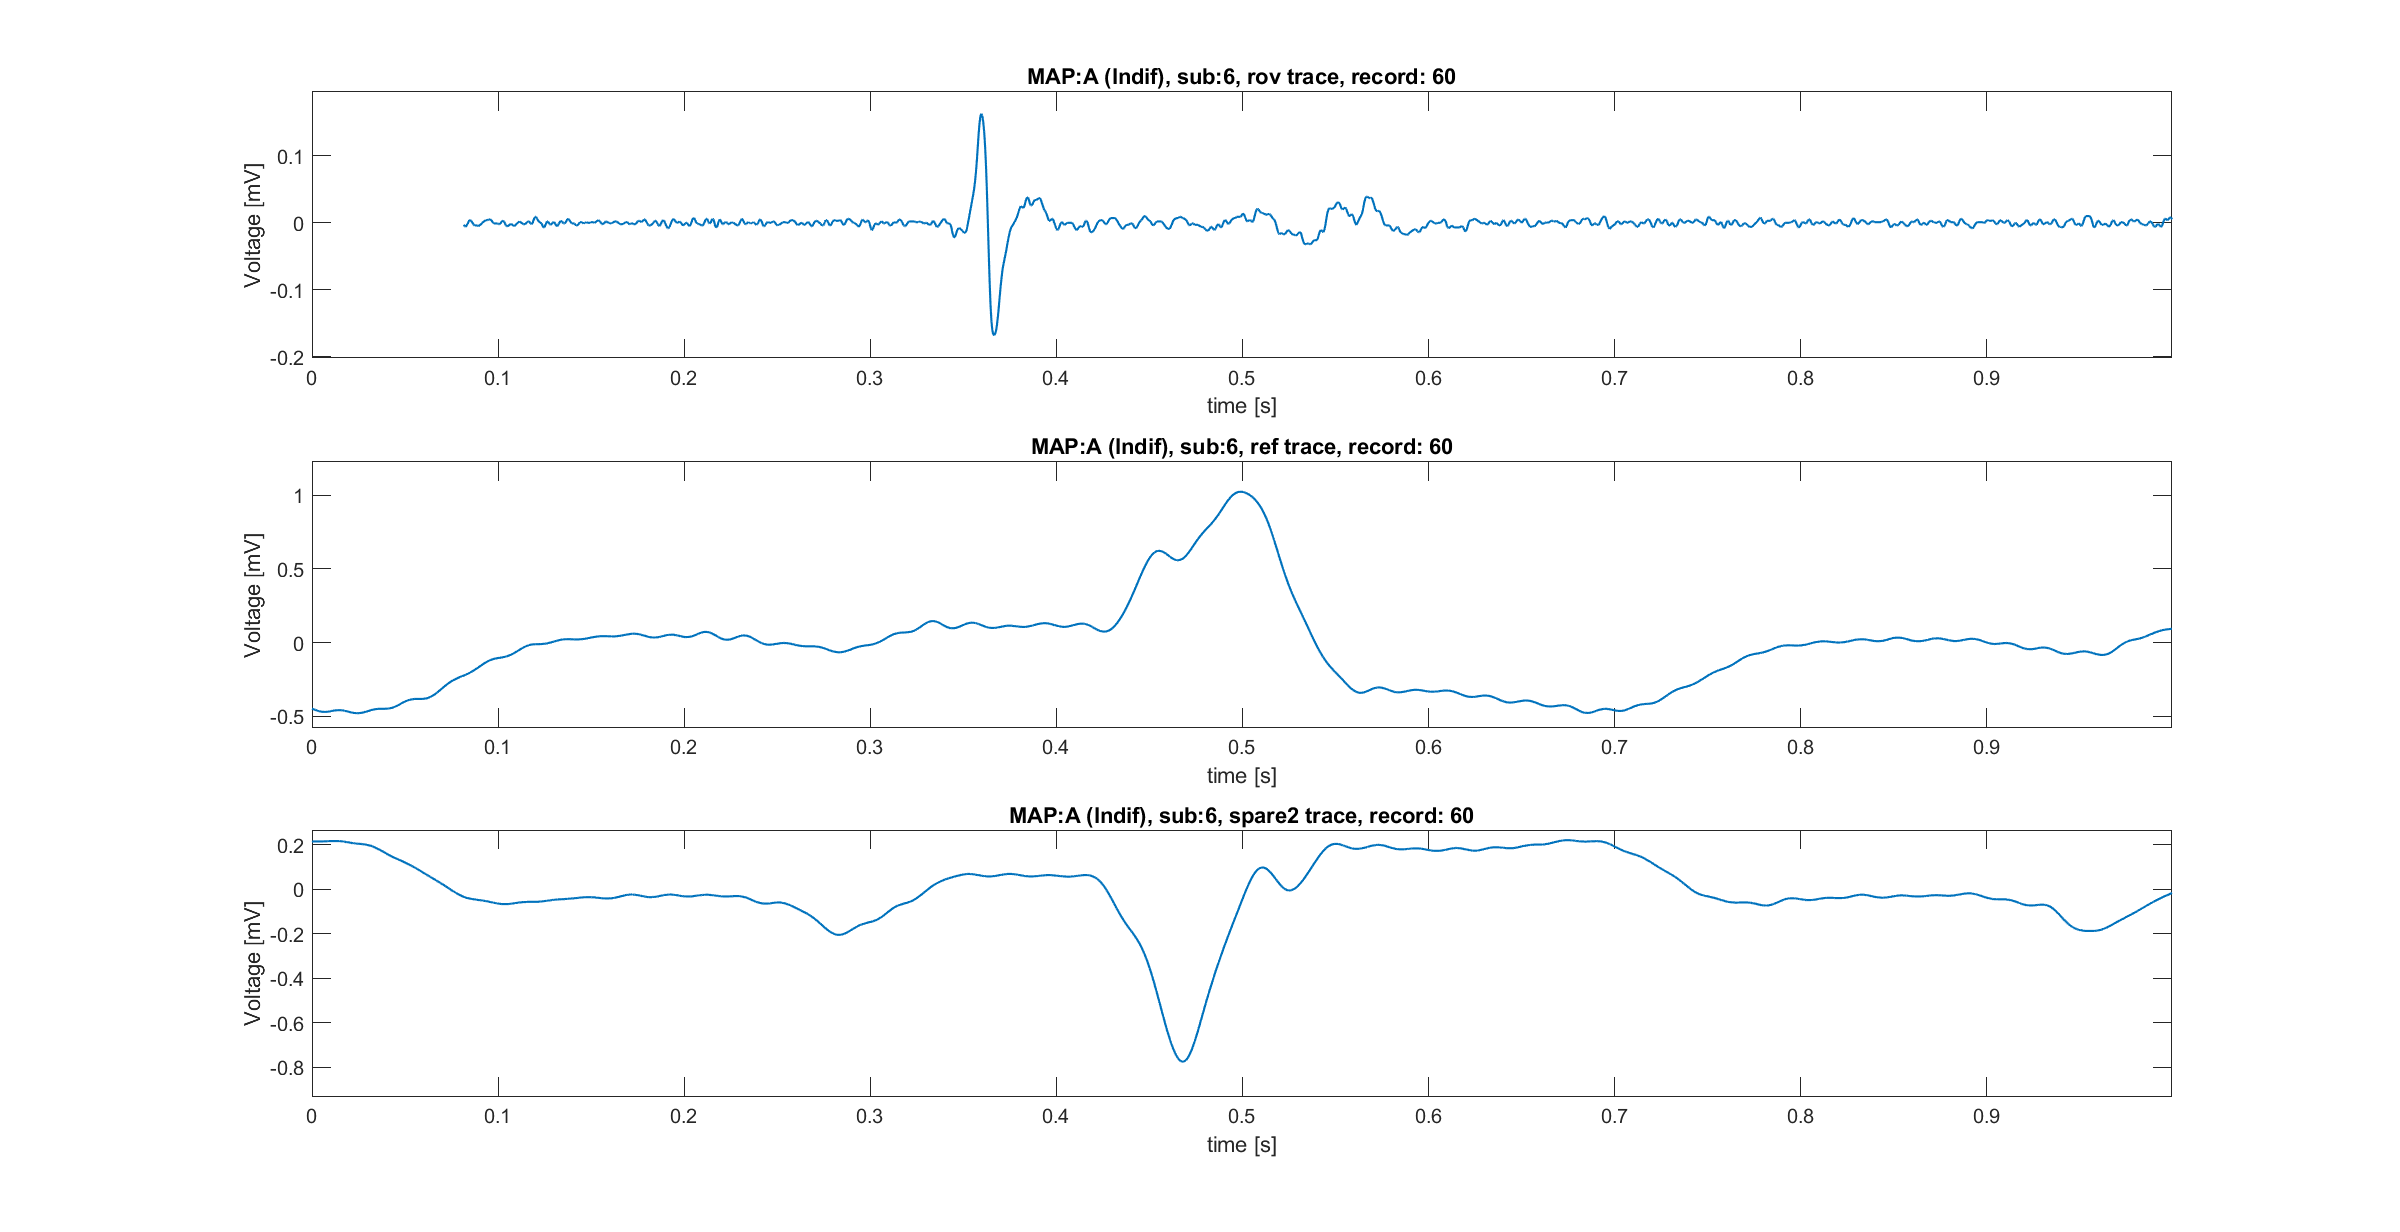 MAP:A (Indif), sub:6, rov trace, record: 60
Voltage [mV]
0.1
0
-0.1
-0.2
0 0.1 0.2 0.3 0.4 0.5 0.6 0.7 0.8 0.9
time [s]
MAP:A (Indif), sub:6, ref trace, record: 60
Voltage [mV]
1
0.5
0
-0.5
0 0.1 0.2 0.3 0.4 0.5 0.6 0.7 0.8 0.9
time [s]
MAP:A (Indif), sub:6, spare2 trace, record: 60
Voltage [mV]
0.2
0
-0.2
-0.4
-0.6
-0.8
0 0.1 0.2 0.3 0.4 0.5 0.6 0.7 0.8 0.9
time [s]